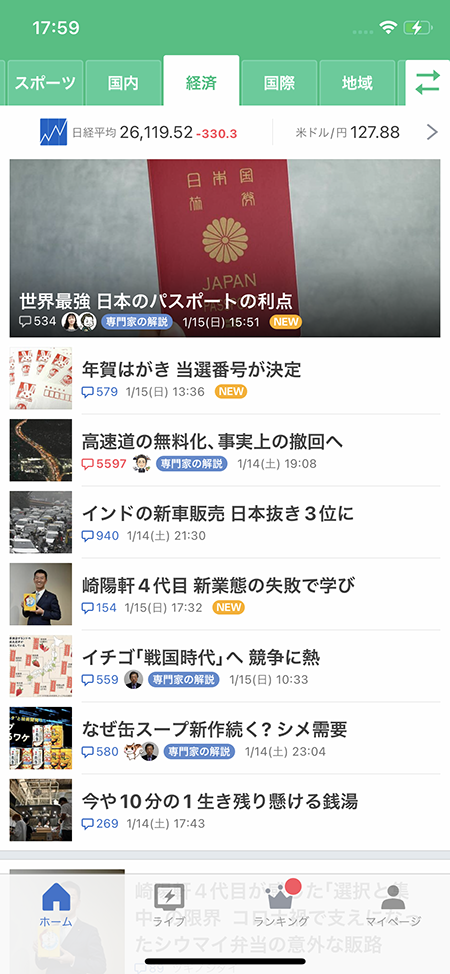 17:59
スポーツ 国内 経済 国際 地域
日経平均 26,119.52 -330.3 米ドル/円 127.88
日本国
旅券
JAPAN
世界最強 日本のパスポートの利点
534 専門家の解説 1/15(日) 15:51 NEW
年賀はがき 当選番号が決定
579 1/15(日) 13:36 NEW
高速道の無料化、事実上の撤回へ
5597 専門家の解説 1/14(土) 19:08
インドの新車販売 日本抜き3位に
940 1/14(土) 21:30
崎陽軒4代目 新業態の失敗で学び
154 1/15(日) 17:32 NEW
イチゴ「戦国時代」へ 競争に熱
559 専門家の解説 1/15(日) 10:33
なぜ缶スープ新作続く? シメ需要
580 専門家の解説 1/14(土) 23:04
今や10分の1 生き残り懸ける銭湯
269 1/14(土) 17:43
崎陽軒4代目が
た「選択と集
中」の限界 コロナ禍で支えになっ
たシウマイ弁当の意外な販路
89
ホーム ライブ ランキング マイページ